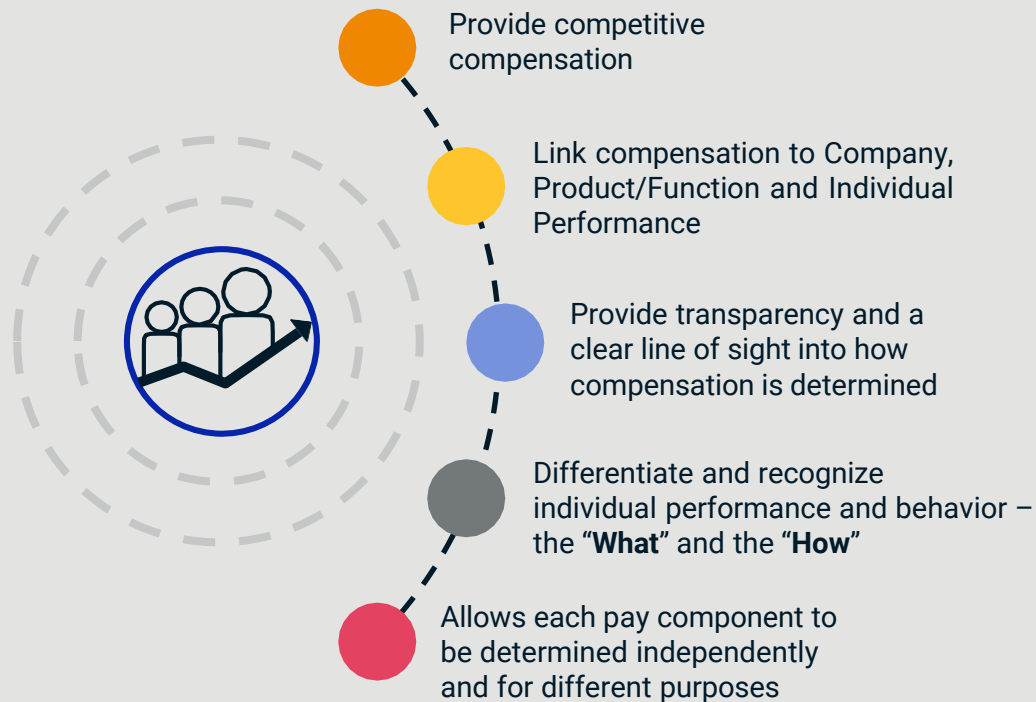 Provide competitive
compensation
Link compensation to Company,
Product/Function and Individual
Performance
Provide transparency and a
clear line of sight into how
compensation is determined
Differentiate and recognize
individual performance and behavior –
the “What” and the “How”
Allows each pay component to
be determined independently
and for different purposes